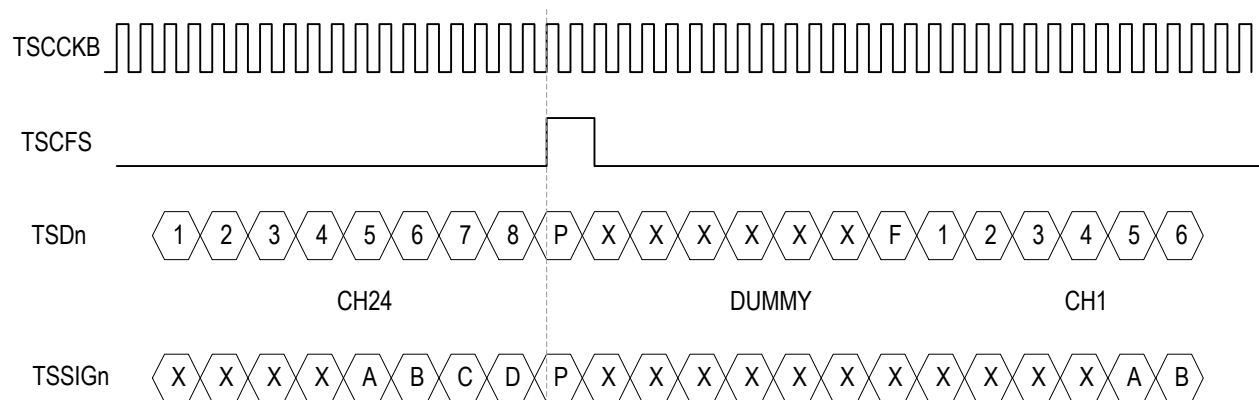 TSCCKB
TSCFS
TSDn 1 2 3 4 5 6 7 8 P X X X X X X F 1 2 3 4 5 6
CH24 DUMMY CH1
TSSIGn X X X X A B C D P X X X X X X X X X X X A B